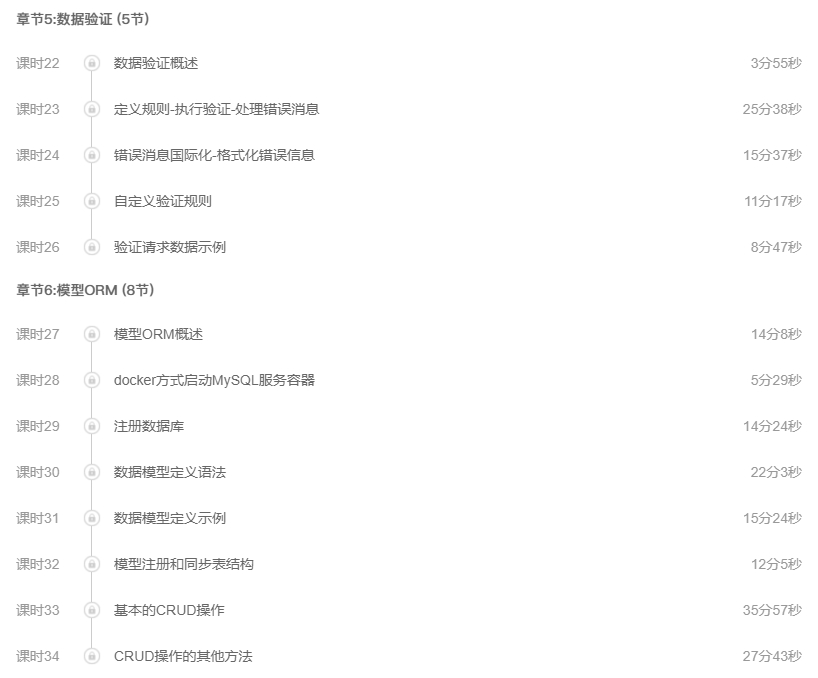 章节5:数据验证 (5节)
课时22 数据验证概述 3分55秒
课时23 定义规则-执行验证-处理错误消息 25分38秒
课时24 错误消息国际化-格式化错误信息 15分37秒
课时25 自定义验证规则 11分17秒
课时26 验证请求数据示例 8分47秒
章节6:模型ORM (8节)
课时27 模型ORM概述 14分8秒
课时28 docker方式启动MySQL服务容器 5分29秒
课时29 注册数据库 14分24秒
课时30 数据模型定义语法 22分3秒
课时31 数据模型定义示例 15分24秒
课时32 模型注册和同步表结构 12分5秒
课时33 基本的CRUD操作 35分57秒
课时34 CRUD操作的其他方法 27分43秒